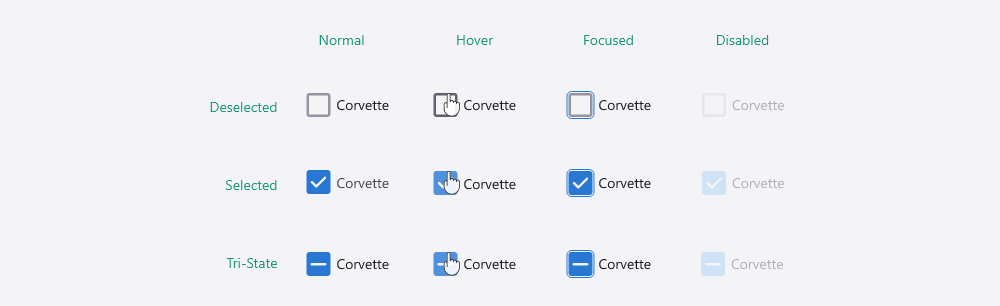 Normal Hover Focused Disabled
Deselected Corvette Corvette Corvette Corvette
Selected Corvette Corvette Corvette Corvette
Tri-State Corvette Corvette Corvette Corvette